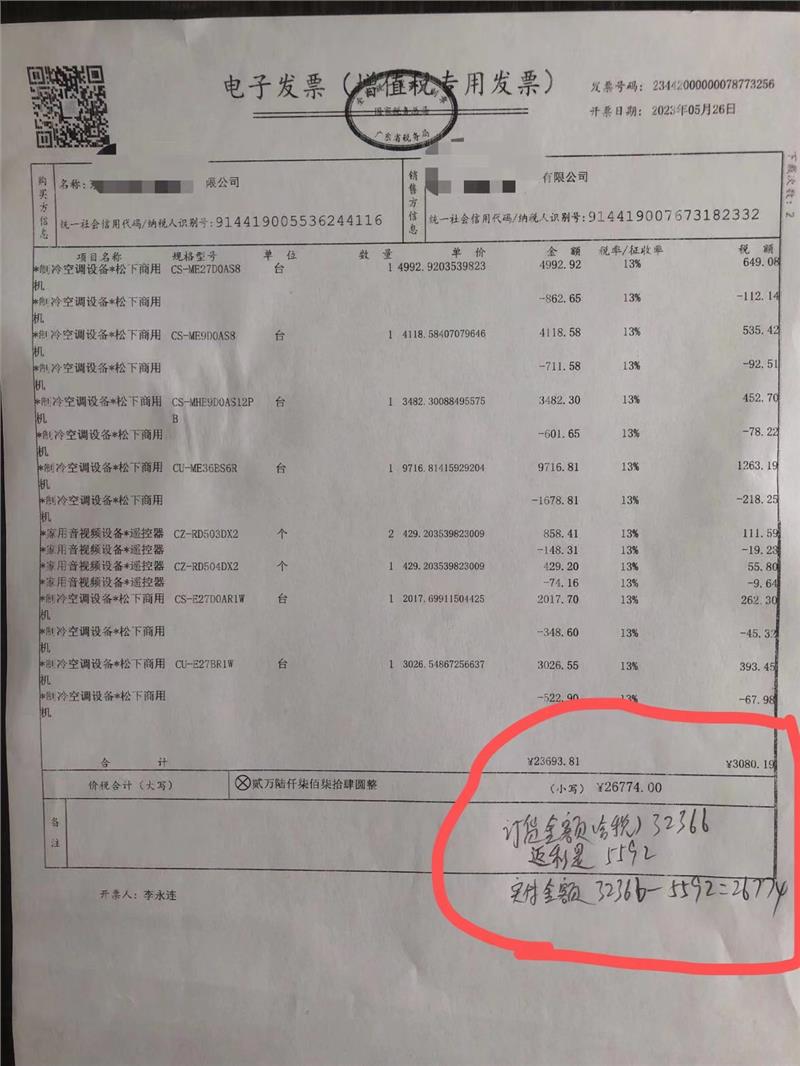 电子发票（增值税专用发票）
国家税务总局
广东省税务局
发票号码：23442000000078773256
开票日期：2023年05月26日
下载次数：2
购买方信息
名称：
限公司
统一社会信用代码/纳税人识别号：914419005536244116
销售方信息
有限公司
统一社会信用代码/纳税人识别号：914419007673182332
项目名称 规格型号 单位 数量 单价 金额 税率/征收率 税额
*制冷空调设备*松下商用 CS-ME27D0AS8 台 1 4992.9203539823 4992.92 13% 649.08
机
*制冷空调设备*松下商用 -862.65 13% -112.14
机
*制冷空调设备*松下商用 CS-ME9D0AS8 台 1 4118.58407079646 4118.58 13% 535.42
机
*制冷空调设备*松下商用 -711.58 13% -92.51
机
*制冷空调设备*松下商用 CS-MHE9D0AS12P 台 1 3482.30088495575 3482.30 13% 452.70
机 B
*制冷空调设备*松下商用 -601.65 13% -78.22
机
*制冷空调设备*松下商用 CU-ME36BS6R 台 1 9716.81415929204 9716.81 13% 1263.19
机
*制冷空调设备*松下商用 -1678.81 13% -218.25
机
*家用音视频设备*遥控器 CZ-RD503DX2 个 2 429.203539823009 858.41 13% 111.59
*家用音视频设备*遥控器 -148.31 13% -19.28
*家用音视频设备*遥控器 CZ-RD504DX2 个 1 429.203539823009 429.20 13% 55.80
*家用音视频设备*遥控器 -74.16 13% -9.64
*制冷空调设备*松下商用 CS-E27D0AR1W 台 1 2017.69911504425 2017.70 13% 262.30
机
*制冷空调设备*松下商用 -348.60 13% -45.32
机
*制冷空调设备*松下商用 CU-E27BR1W 台 1 3026.54867256637 3026.55 13% 393.45
机
*制冷空调设备*松下商用 -522.90 13% -67.98
机
合计 ¥23693.81 ¥3080.19
价税合计（大写） ⊗贰万陆仟柒佰柒拾肆圆整 （小写）¥26774.00
备注
订货金额(含税) 32366
返利是 5592
实付金额 32366-5592=26774
开票人：李永连